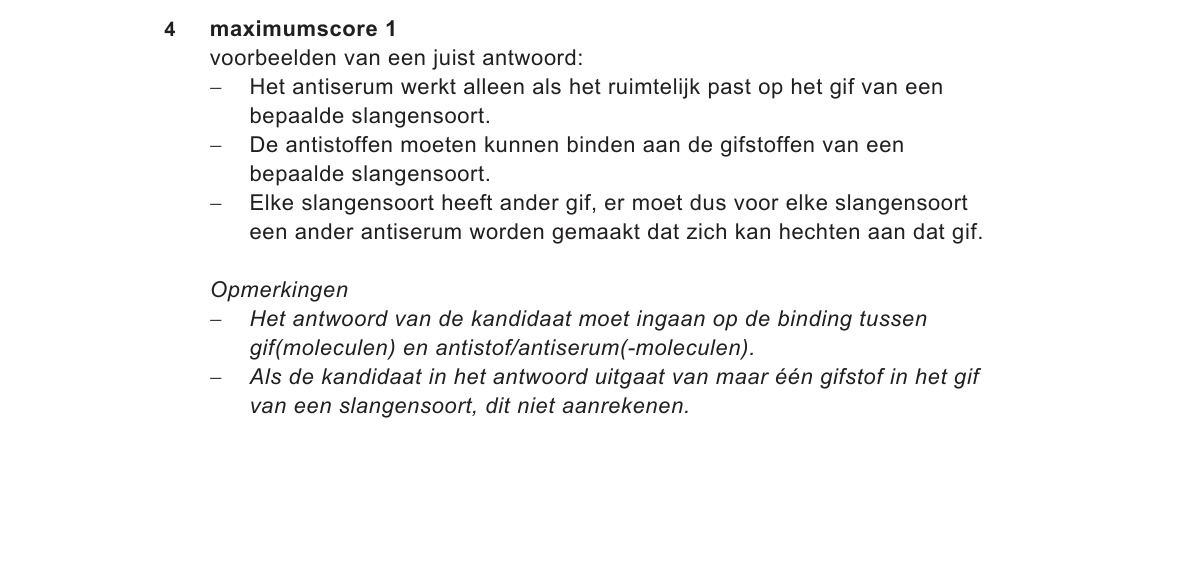 4 maximumscore 1
voorbeelden van een juist antwoord:
– Het antiserum werkt alleen als het ruimtelijk past op het gif van een
bepaalde slangensoort.
– De antistoffen moeten kunnen binden aan de gifstoffen van een
bepaalde slangensoort.
– Elke slangensoort heeft ander gif, er moet dus voor elke slangensoort
een ander antiserum worden gemaakt dat zich kan hechten aan dat gif.
Opmerkingen
– Het antwoord van de kandidaat moet ingaan op de binding tussen
gif(moleculen) en antistof/antiserum(-moleculen).
– Als de kandidaat in het antwoord uitgaat van maar één gifstof in het gif
van een slangensoort, dit niet aanrekenen.